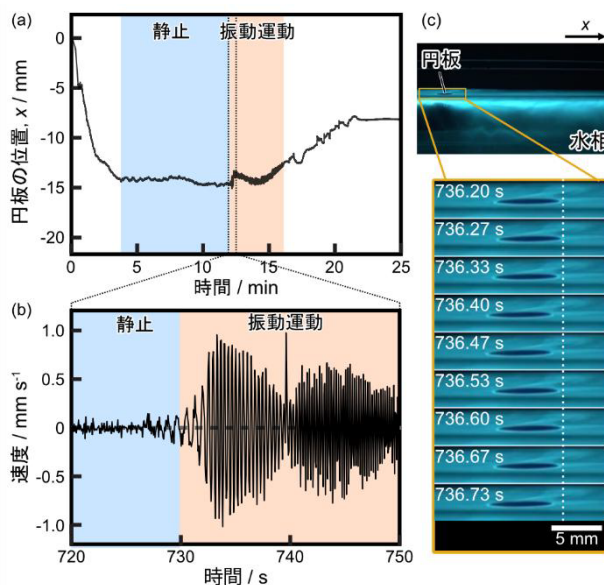 (a)
静止
振動運動
円板の位置, x / mm
0
-5
-10
-15
-20
0
5
10
15
20
25
時間 / min
(b)
静止
振動運動
速度 / mm s⁻¹
1.0
0.5
0
-0.5
-1.0
720
730
740
750
時間 / s
(c)
x
円板
水相
736.20 s
736.27 s
736.33 s
736.40 s
736.47 s
736.53 s
736.60 s
736.67 s
736.73 s
5 mm